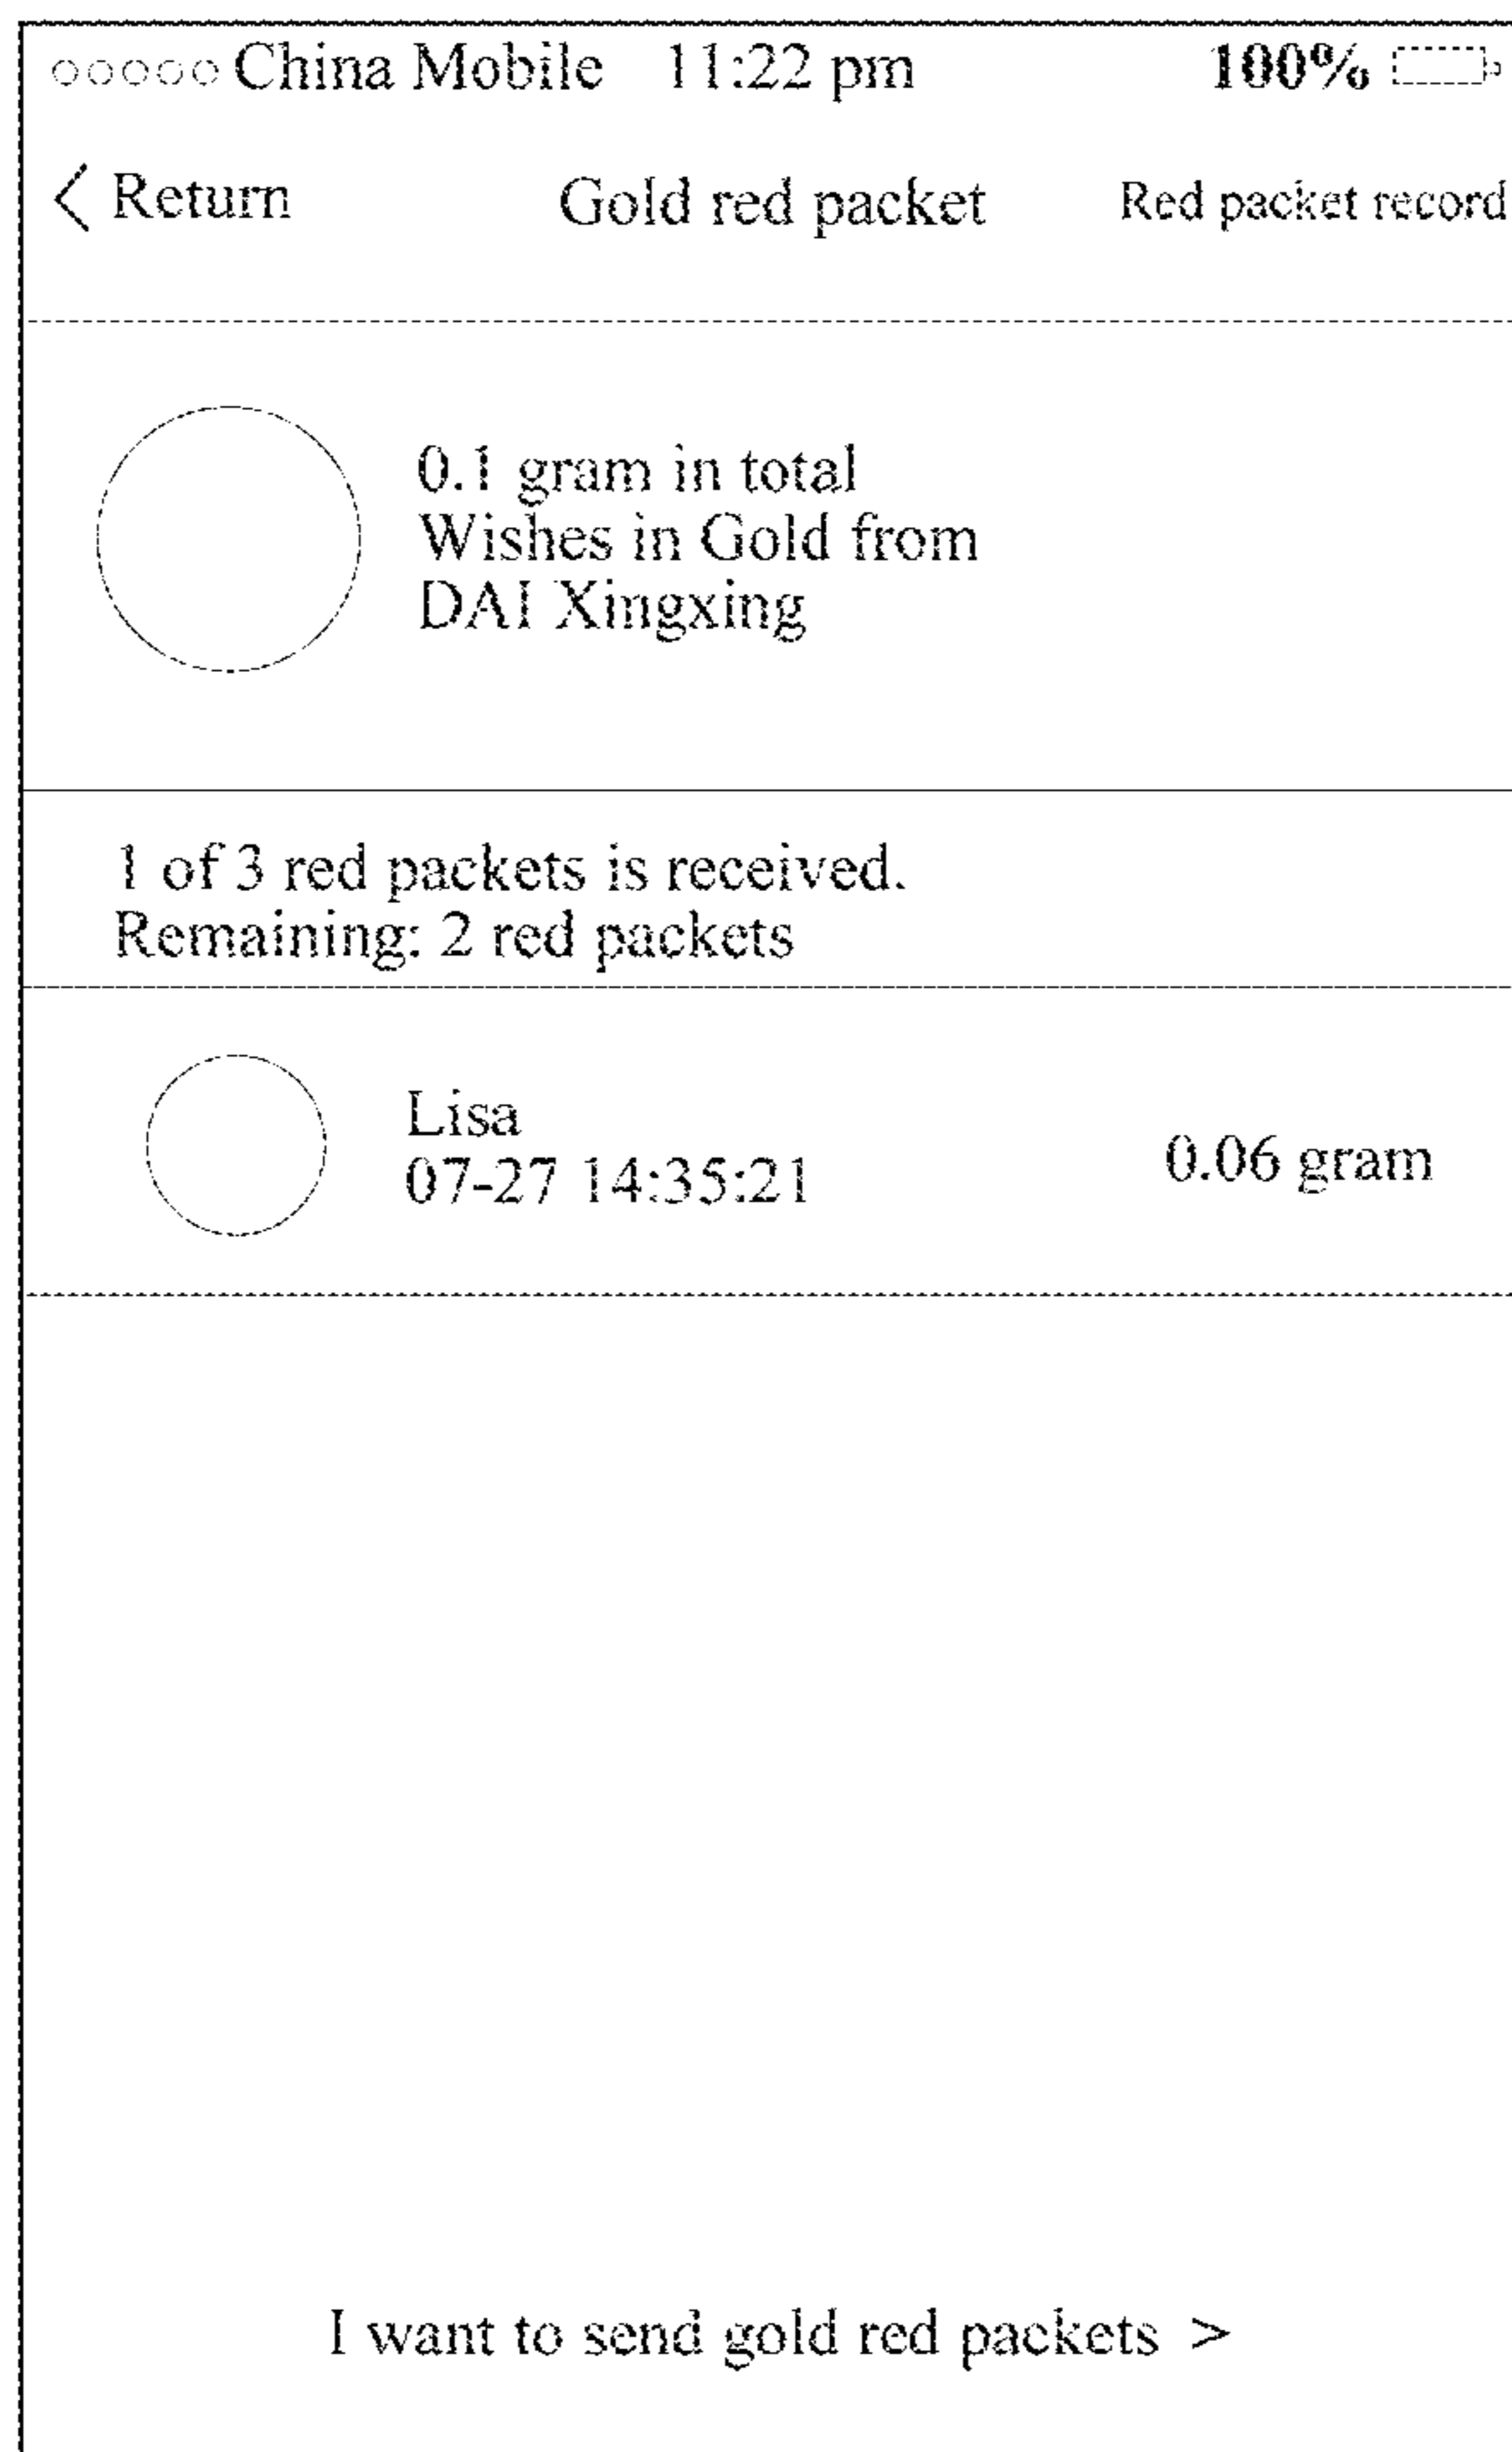 China Mobile 11:22 pm 100%
< Return Gold red packet Red packet record
0.1 gram in total
Wishes in Gold from
DAI Xingxing
1 of 3 red packets is received.
Remaining: 2 red packets
Lisa
07-27 14:35:21 0.06 gram
I want to send gold red packets >